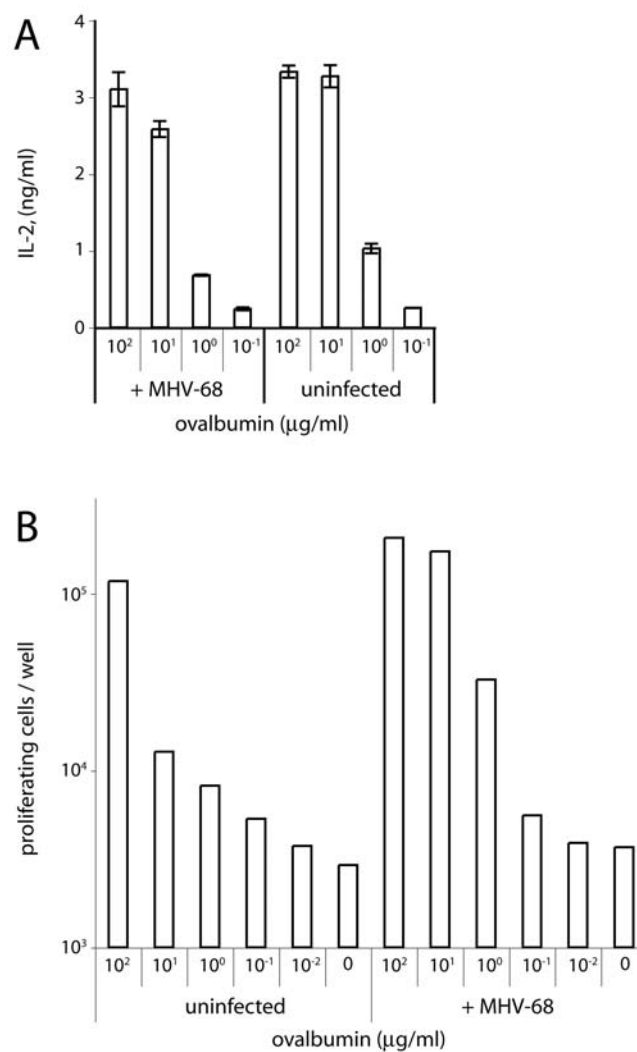 A
4
3
2
1
0
IL-2, (ng/ml)
10² 10¹ 10⁰ 10⁻¹ 10² 10¹ 10⁰ 10⁻¹
+ MHV-68 uninfected
ovalbumin (μg/ml)
B
10⁵
10⁴
10³
proliferating cells / well
10² 10¹ 10⁰ 10⁻¹ 10⁻² 0 10² 10¹ 10⁰ 10⁻¹ 10⁻² 0
uninfected + MHV-68
ovalbumin (μg/ml)